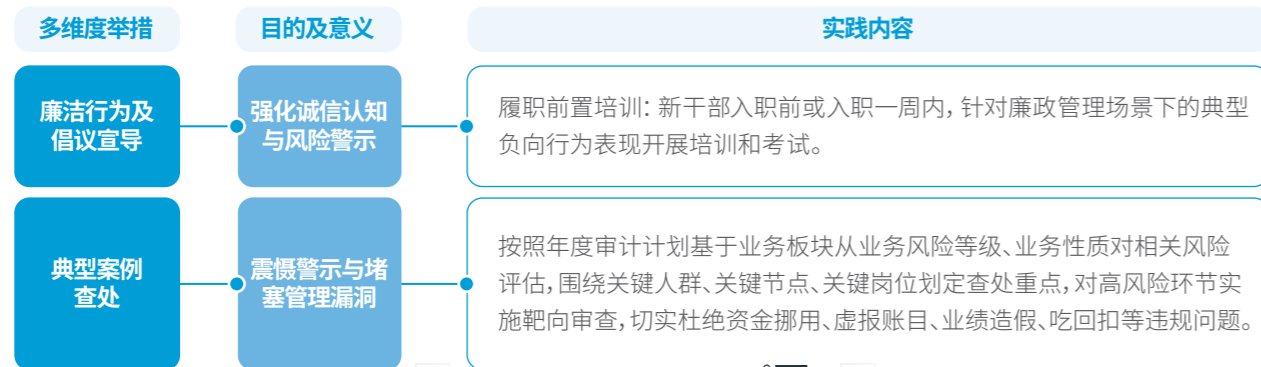 多维度举措
目的及意义
实践内容
廉洁行为及
倡议宣导
强化诚信认知
与风险警示
履职前置培训：新干部入职前或入职一周内，针对廉政管理场景下的典型
负向行为表现开展培训和考试。
典型案例
查处
震慑警示与堵
塞管理漏洞
按照年度审计计划基于业务板块从业务风险等级、业务性质对相关风险
评估，围绕关键人群、关键节点、关键岗位划定查处重点，对高风险环节实
施靶向审查，切实杜绝资金挪用、虚报账目、业绩造假、吃回扣等违规问题。